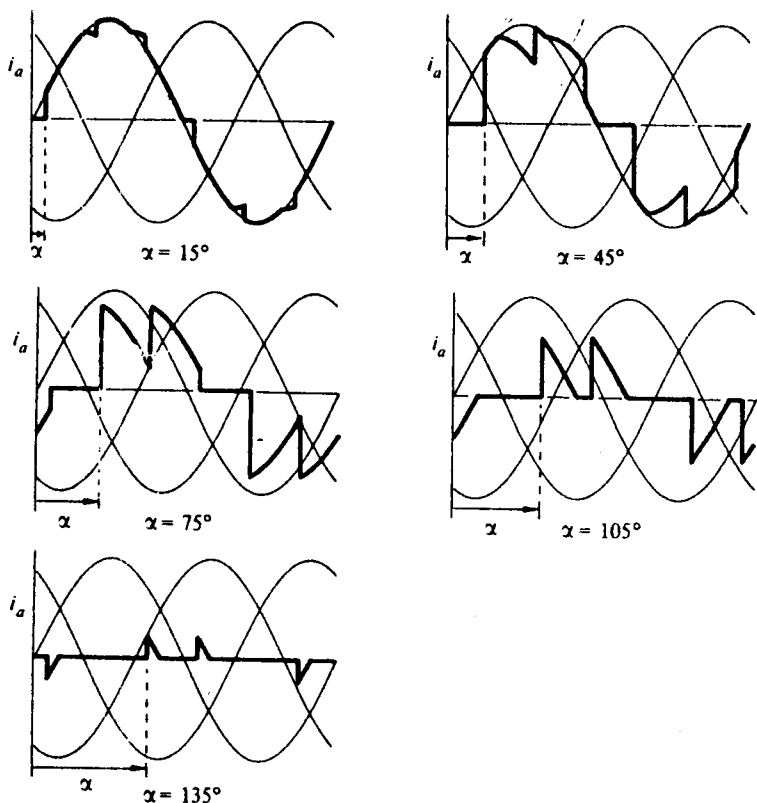 i_a
i_a
α
α = 15°
α
α = 45°
i_a
i_a
α
α = 75°
α
α = 105°
i_a
α
α = 135°